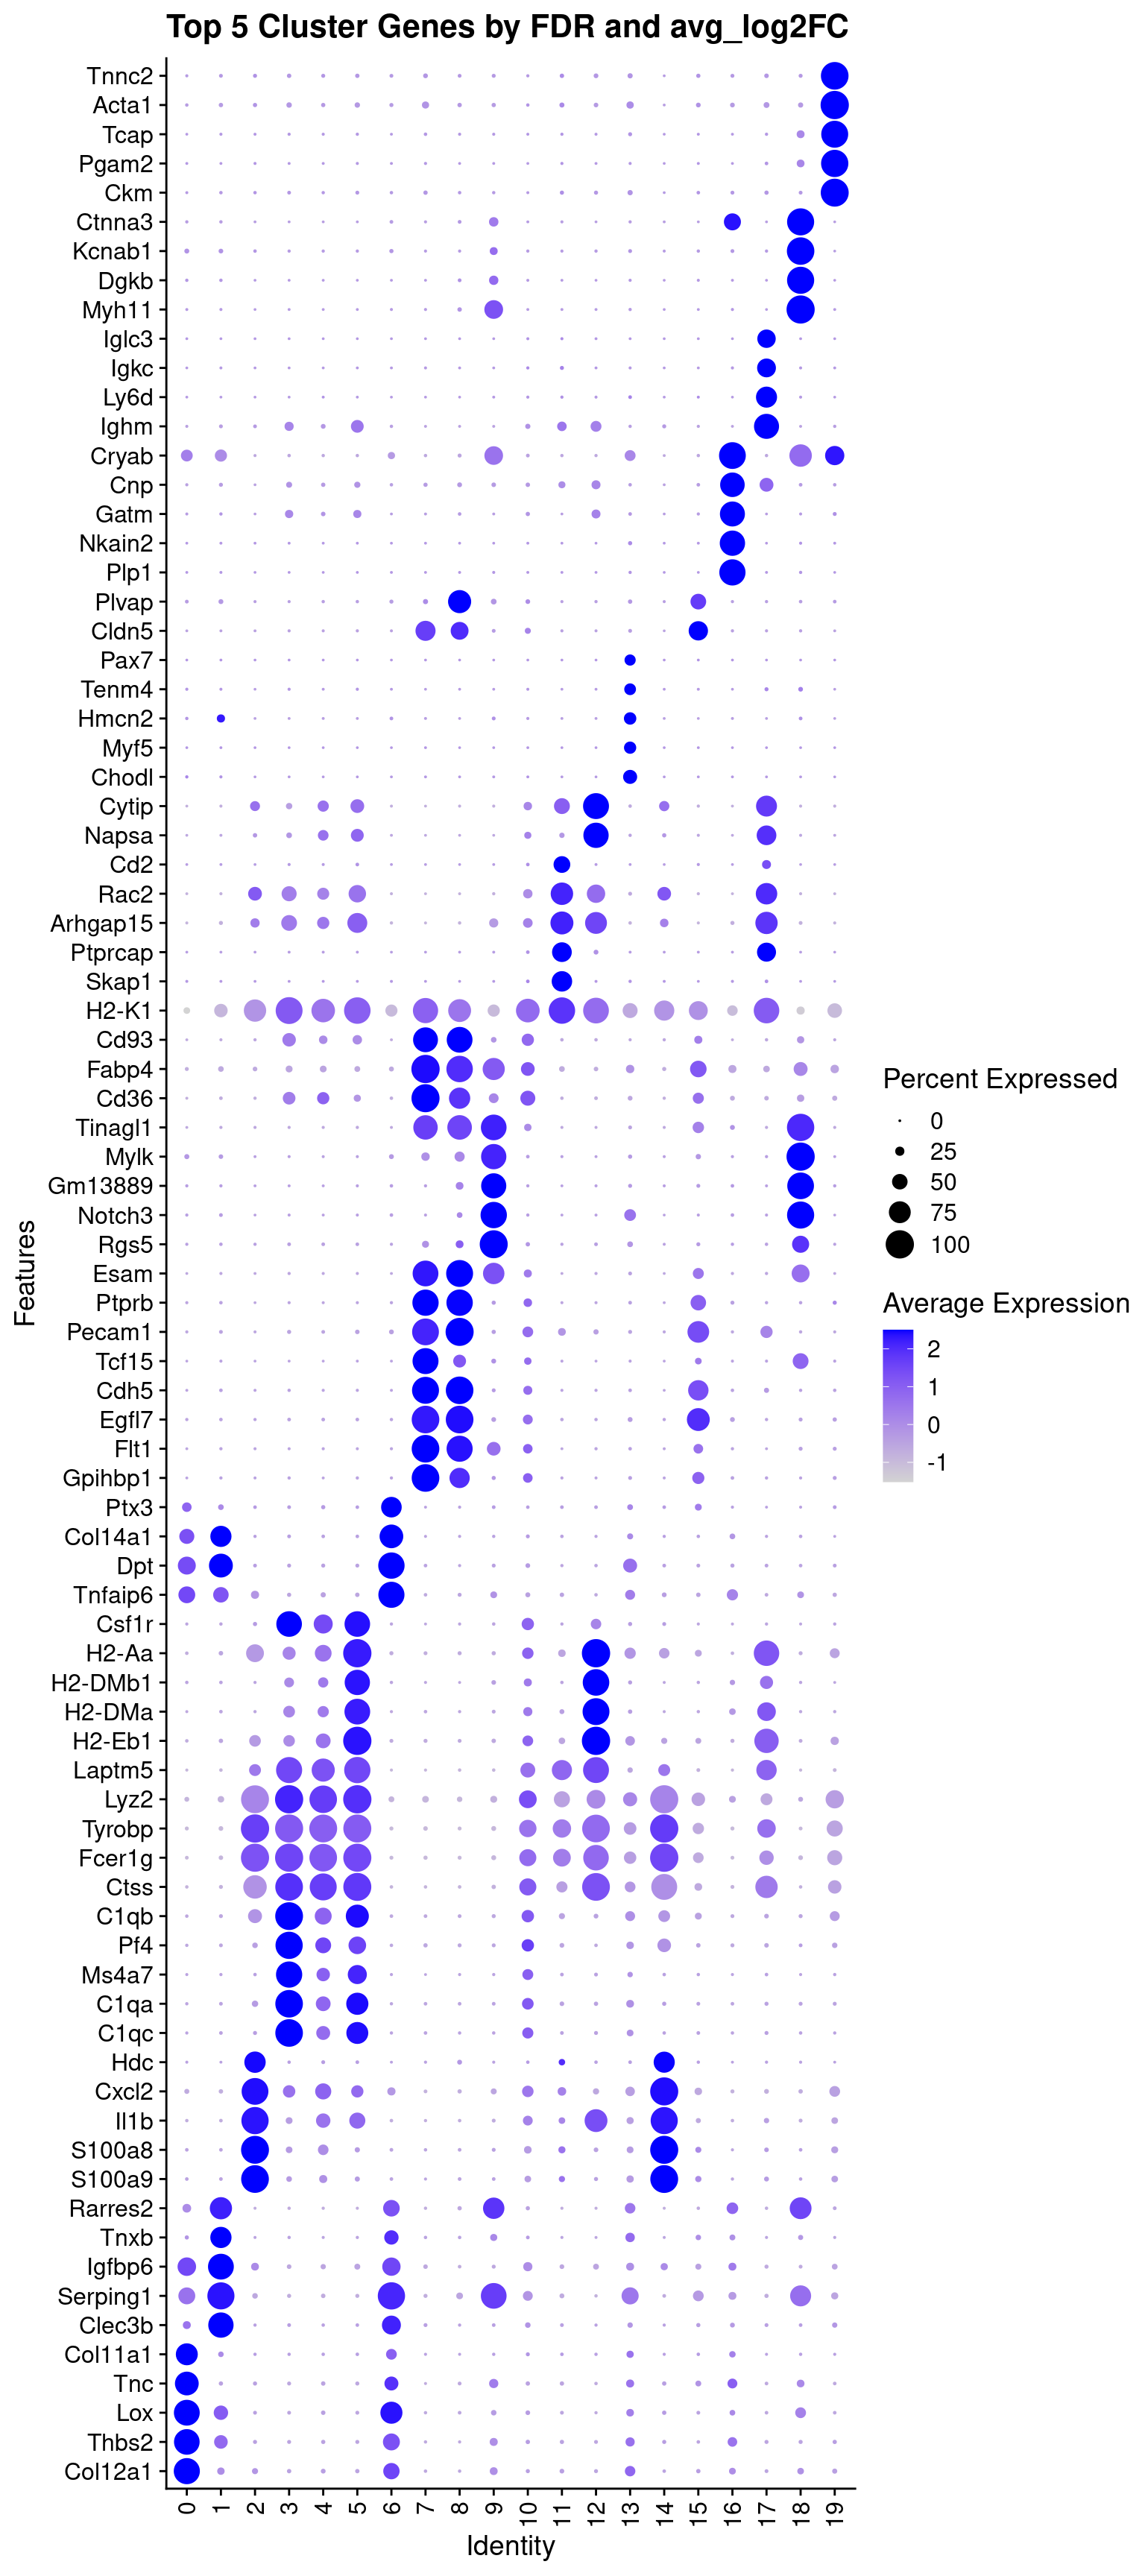 Top 5 Cluster Genes by FDR and avg_log2FC
Tnnc2
Acta1
Tcap
Pgam2
Ckm
Ctnna3
Kcnab1
Dgkb
Myh11
Iglc3
Igkc
Ly6d
Ighm
Cryab
Cnp
Gatm
Nkain2
Plp1
Plvap
Cldn5
Pax7
Tenm4
Hmcn2
Myf5
Chodl
Cytip
Napsa
Cd2
Rac2
Arhgap15
Ptprcap
Skap1
H2-K1
Cd93
Fabp4
Cd36
Tinagl1
Mylk
Gm13889
Notch3
Rgs5
Esam
Ptprb
Pecam1
Tcf15
Cdh5
Egfl7
Flt1
Gpihbp1
Ptx3
Col14a1
Dpt
Tnfaip6
Csf1r
H2-Aa
H2-DMb1
H2-DMa
H2-Eb1
Laptm5
Lyz2
Tyrobp
Fcer1g
Ctss
C1qb
Pf4
Ms4a7
C1qa
C1qc
Hdc
Cxcl2
Il1b
S100a8
S100a9
Rarres2
Tnxb
Igfbp6
Serping1
Clec3b
Col11a1
Tnc
Lox
Thbs2
Col12a1
Features
0 1 2 3 4 5 6 7 8 9 10 11 12 13 14 15 16 17 18 19
Identity
Percent Expressed
0
25
50
75
100
Average Expression
2
1
0
-1